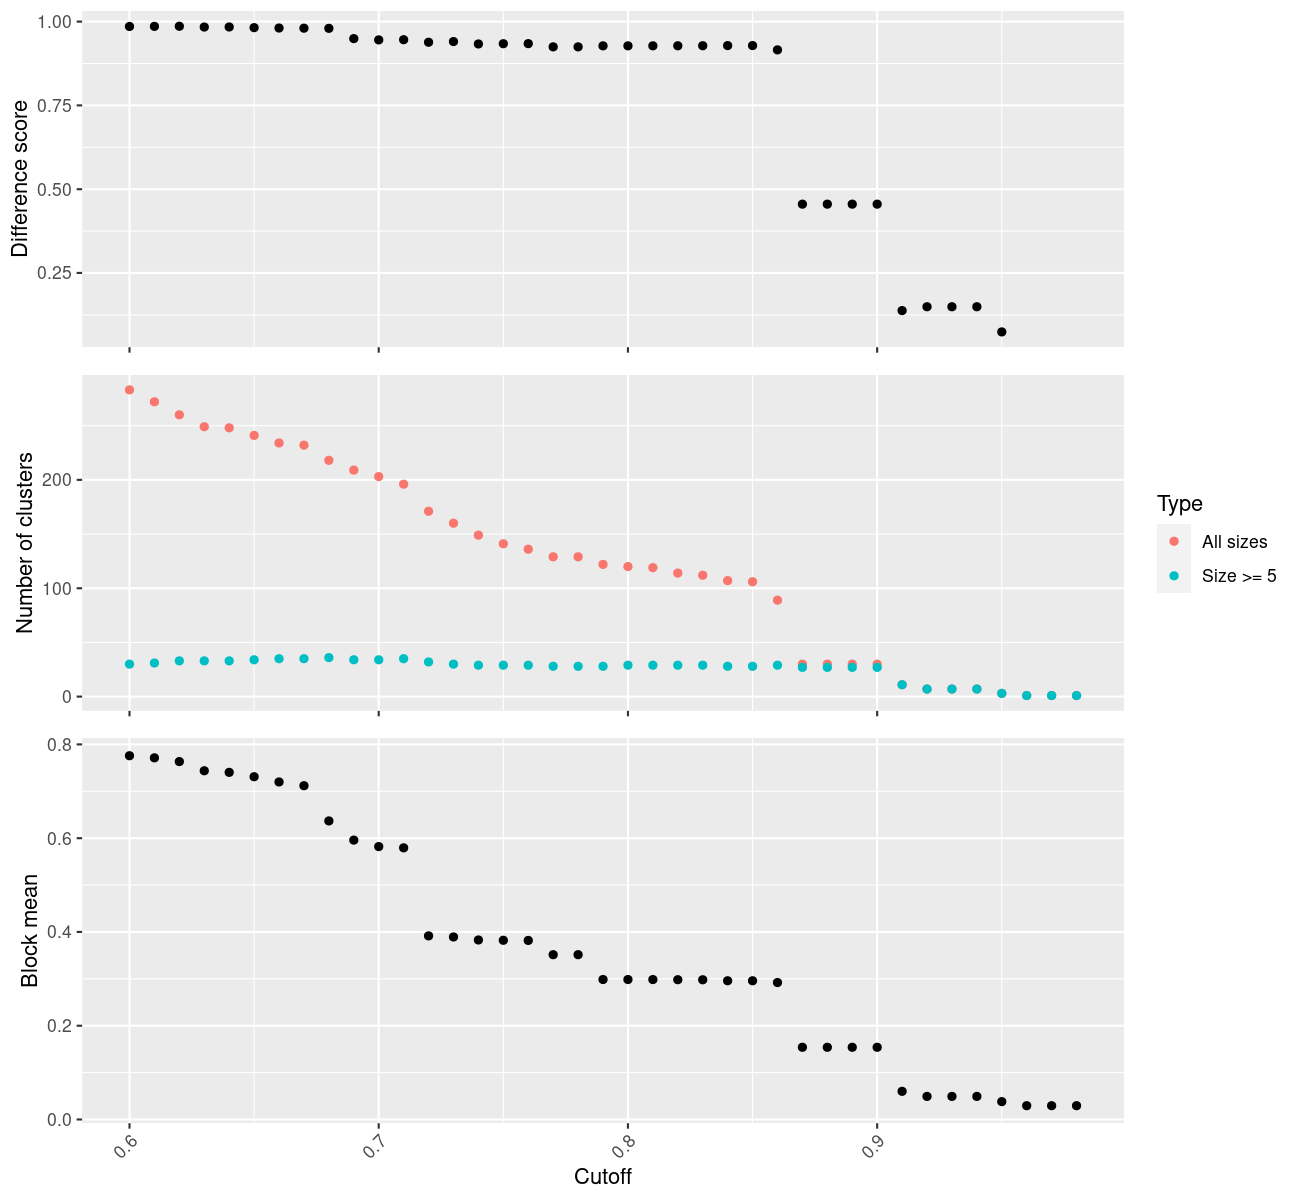 Difference score
1.00
0.75
0.50
0.25
Number of clusters
200
100
0
Type
All sizes
Size >= 5
Block mean
0.8
0.6
0.4
0.2
0.0
0.6 0.7 0.8 0.9
Cutoff